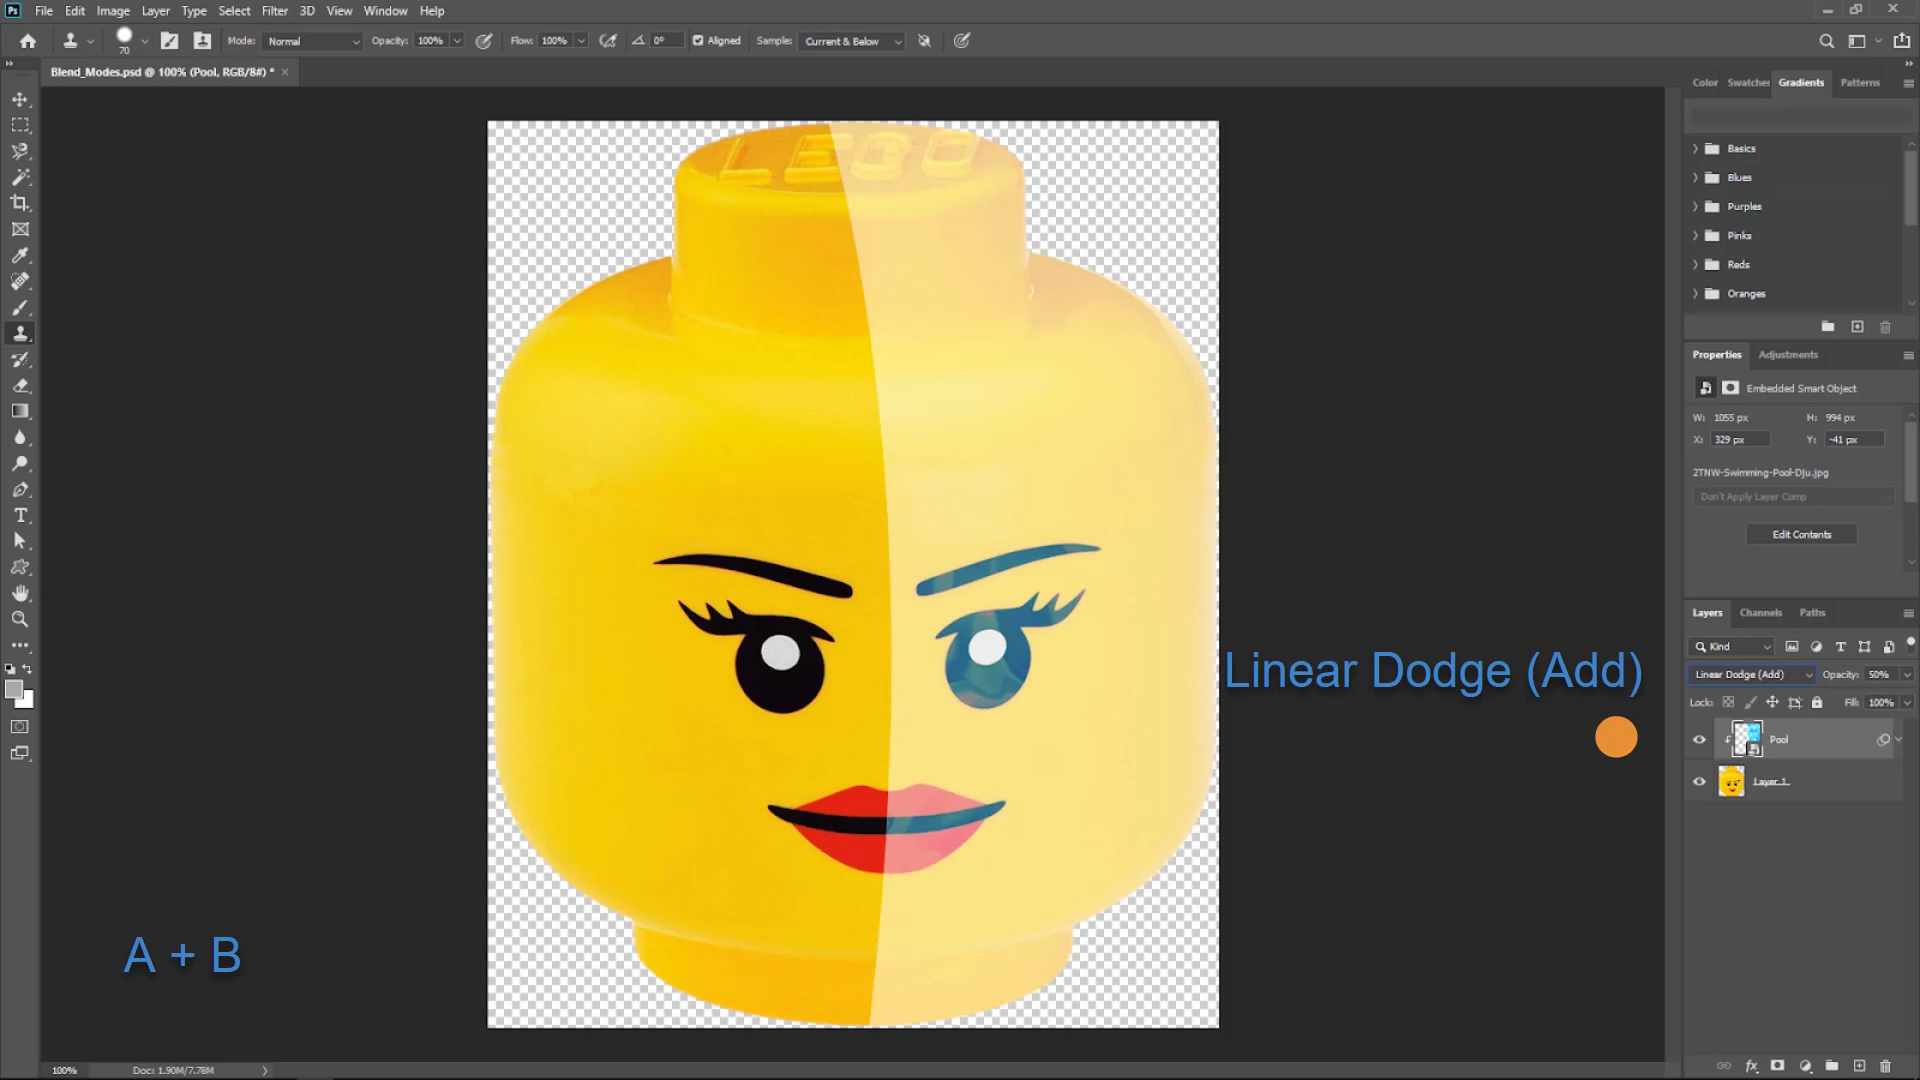 Ps File Edit Image Layer Type Select Filter 3D View Window Help
70 Mode: Normal Opacity: 100% Flow: 100% 0° Aligned Sample: Current & Below
Blend_Modes.psd @ 100% (Pool, RGB/8#) * ×
Color Swatches Gradients Patterns
Basics
Blues
Purples
Pinks
Reds
Oranges
LEGO
Properties Adjustments
Embedded Smart Object
W: 1055 px H: 994 px
X: 329 px Y: -41 px
2TNW-Swimming-Pool-Dju.jpg
Don't Apply Layer Comp
Edit Contents
Layers Channels Paths
Kind
Linear Dodge (Add) Opacity: 50%
Lock: Fill: 100%
Pool
Layer 1
Linear Dodge (Add)
A + B
100% Doc: 1.90M/7.78M